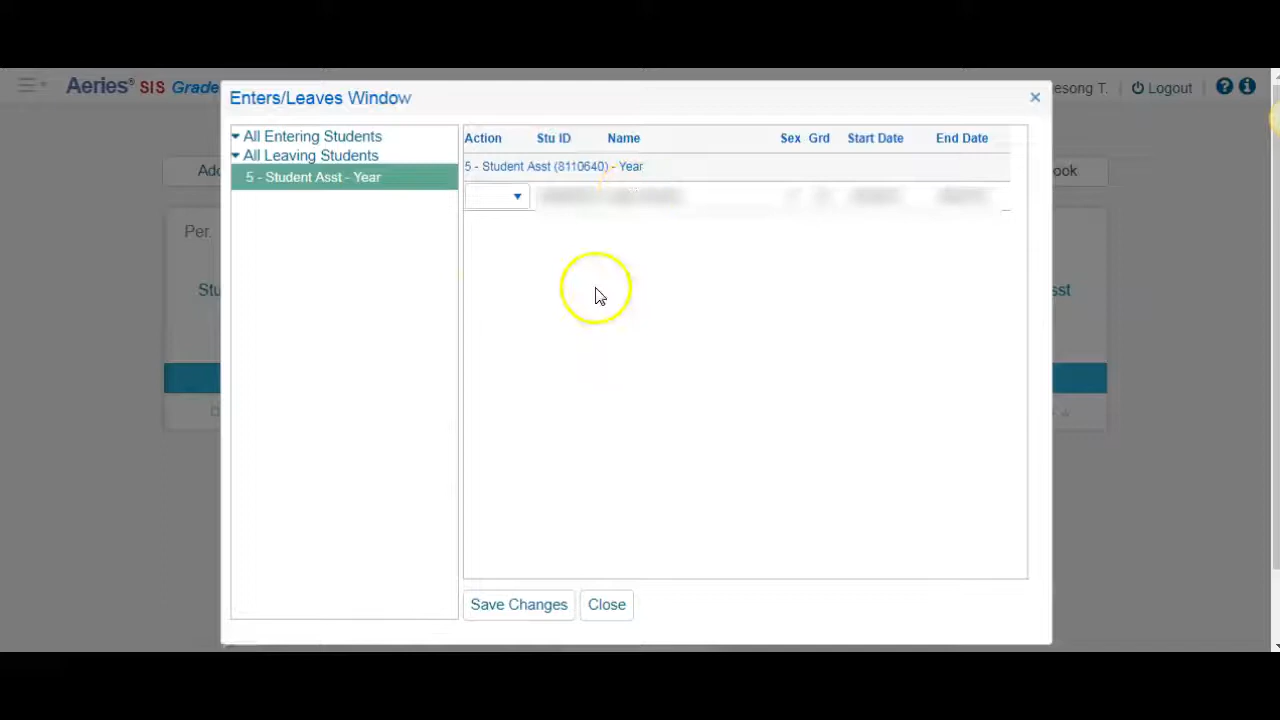 Aeries® SIS Grade
esong T.
Logout
Enters/Leaves Window
All Entering Students
All Leaving Students
5 - Student Asst - Year
Action Stu ID Name Sex Grd Start Date End Date
5 - Student Asst (8110640) - Year
Add
ook
Per.
Stu
sst
Save Changes Close